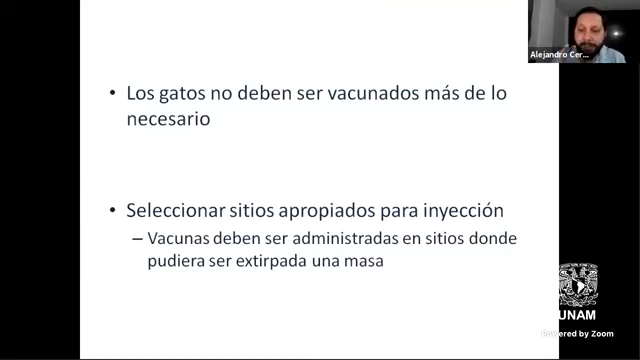 Alejandro Cer...
• Los gatos no deben ser vacunados más de lo
necesario
• Seleccionar sitios apropiados para inyección
– Vacunas deben ser administradas en sitios donde
pudiera ser extirpada una masa
UNAM
Powered by Zoom